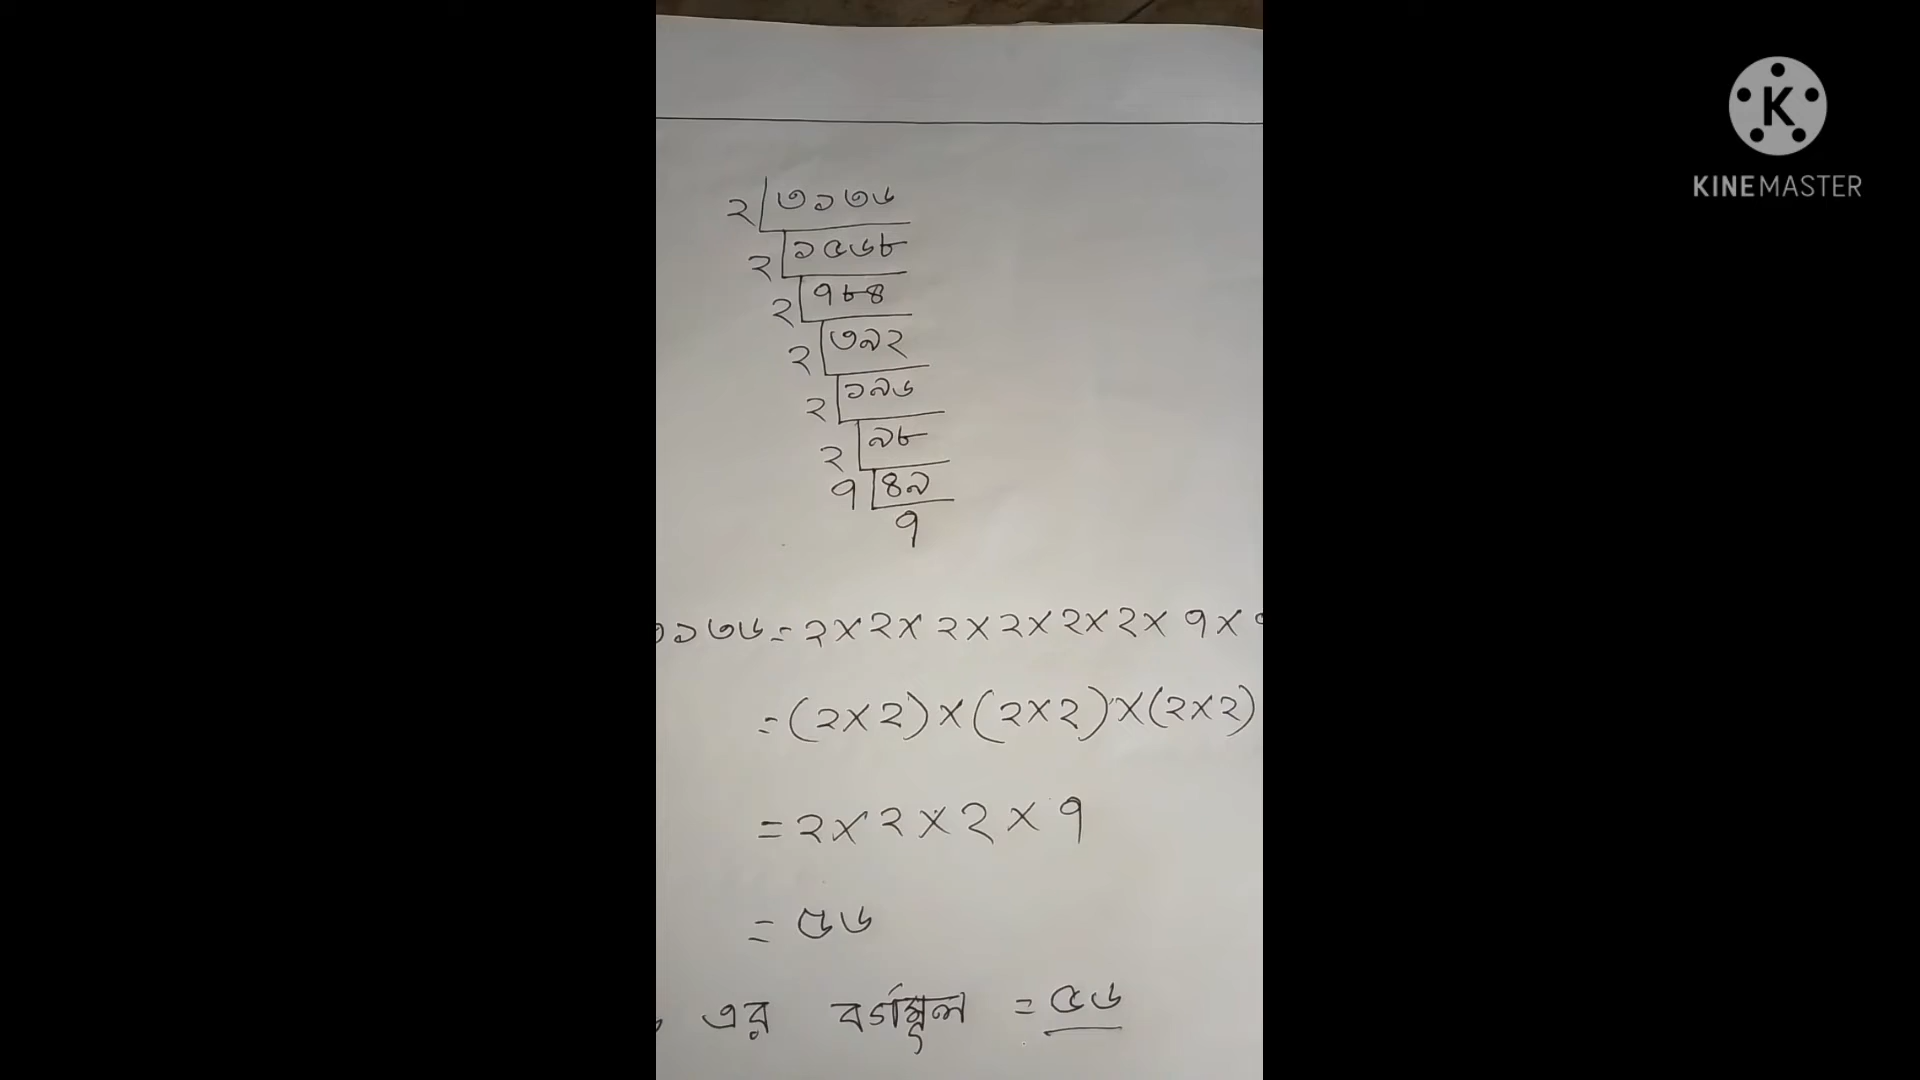 ২ ৩১৩৬
২ ১৫৬৮
২ ৭৮৪
২ ৩৯২
২ ১৯৬
২ ৯৮
৭ ৪৯
৭
১৩৬ = ২ × ২ × ২ × ২ × ২ × ২ × ৭ ×
= (২ × ২) × (২ × ২) × (২ × ২)
= ২ × ২ × ২ × ৭
= ৫৬
এর বর্গমূল = ৫৬
KINEMASTER